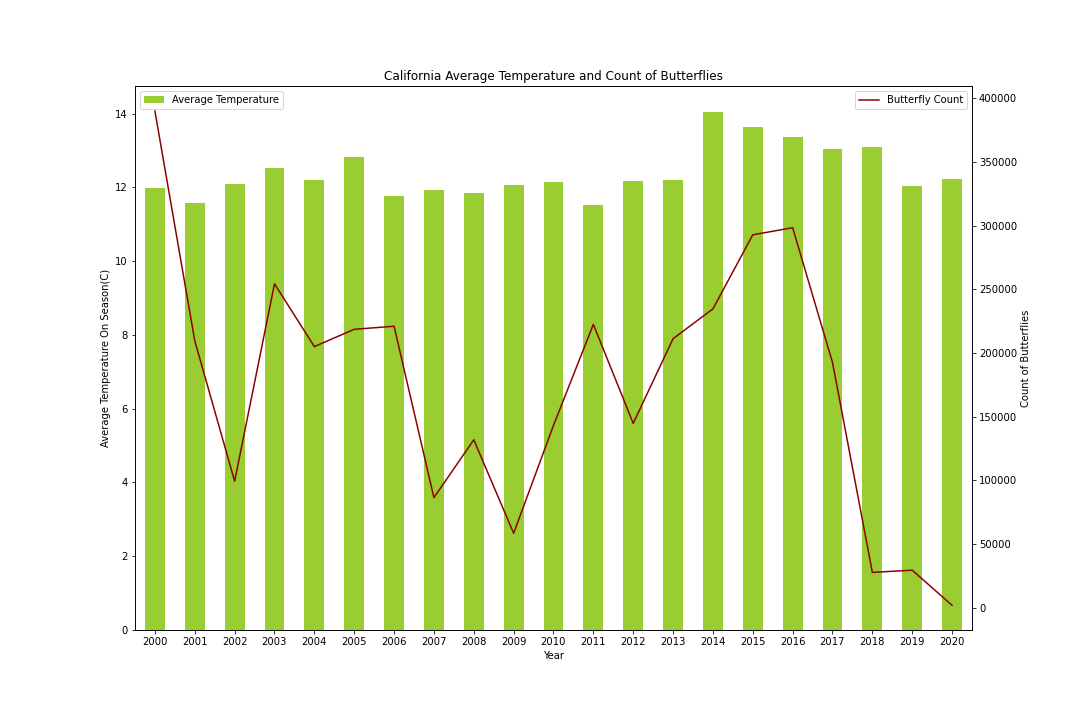 California Average Temperature and Count of Butterflies
Average Temperature
Butterfly Count
14
12
10
8
6
4
2
0
Average Temperature On Season(C)
400000
350000
300000
250000
200000
150000
100000
50000
0
Count of Butterflies
2000 2001 2002 2003 2004 2005 2006 2007 2008 2009 2010 2011 2012 2013 2014 2015 2016 2017 2018 2019 2020
Year